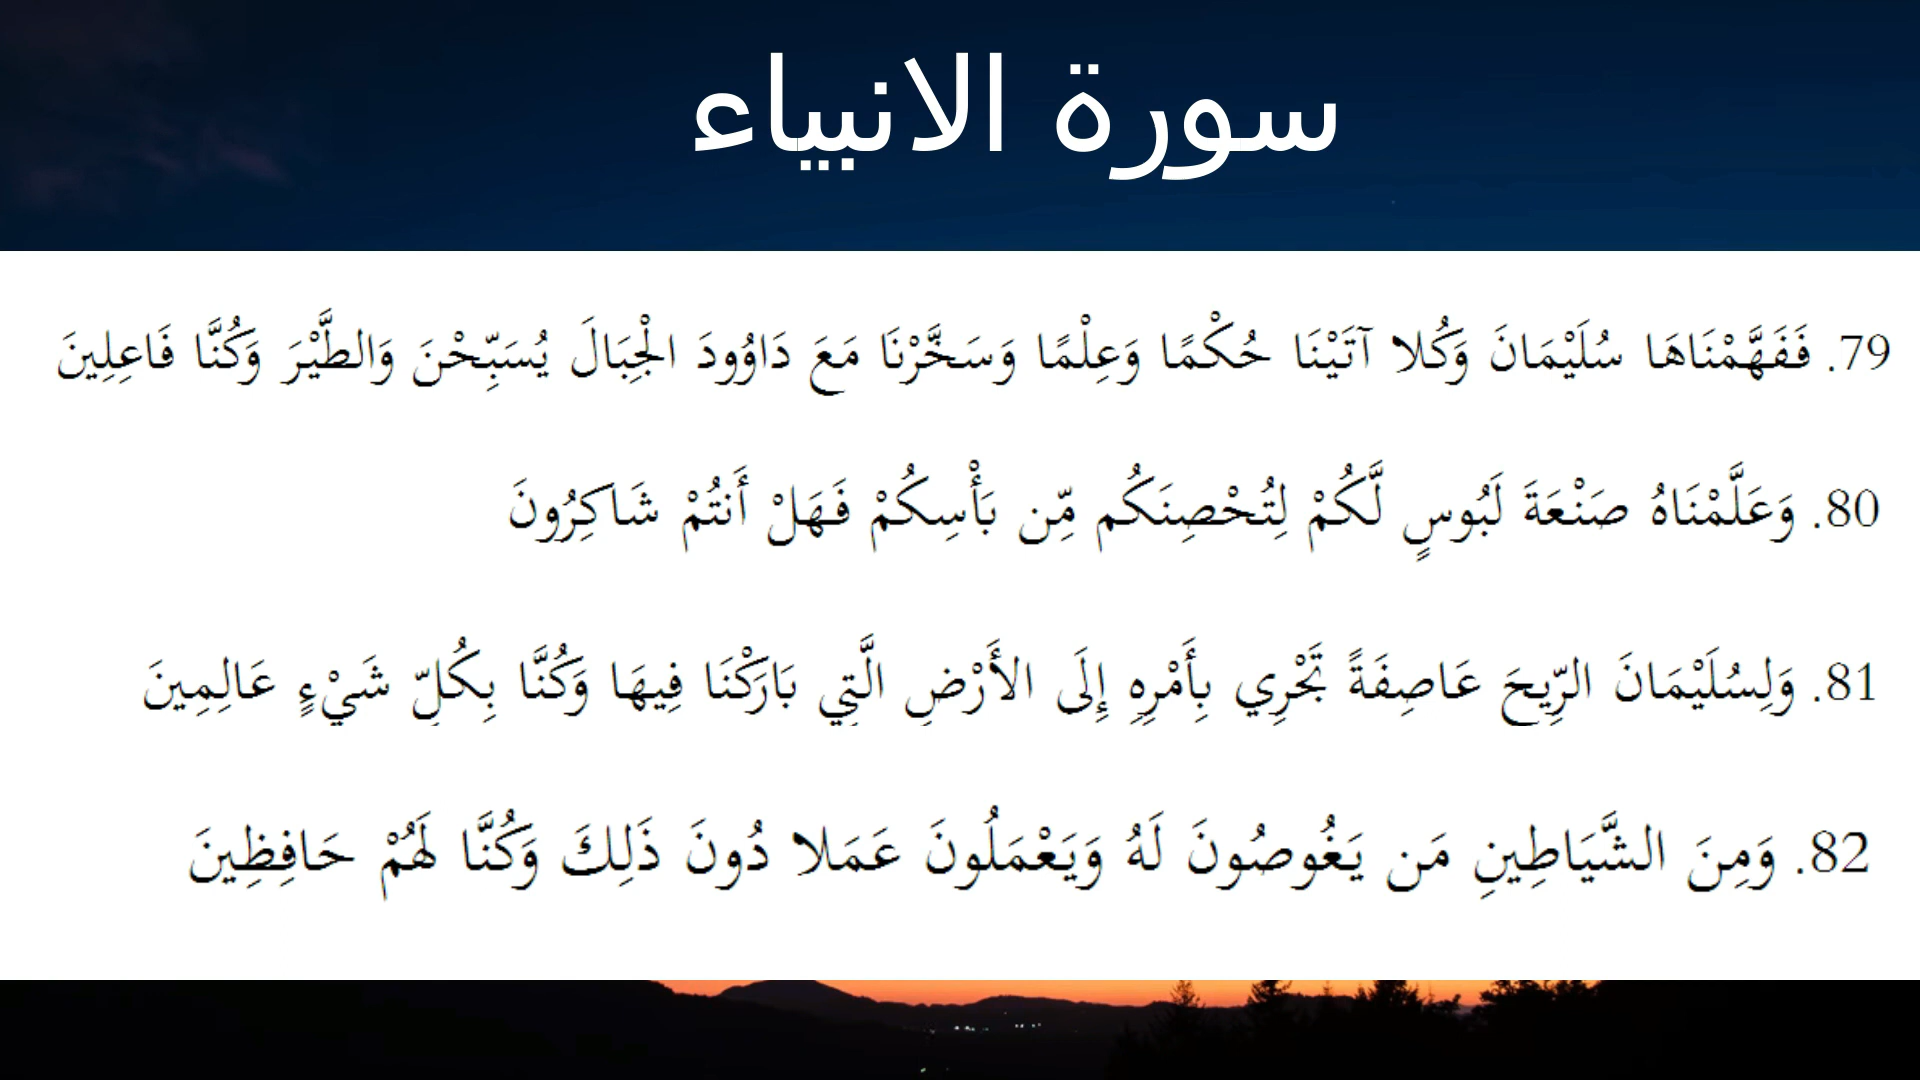 سورة الانبياء
79. فَفَهَّمْنَاهَا سُلَيْمَانَ وَكُلا آتَيْنَا حُكْمًا وَعِلْمًا وَسَخَّرْنَا مَعَ دَاوُودَ الْجِبَالَ يُسَبِّحْنَ وَالطَّيْرَ وَكُنَّا فَاعِلِينَ
80. وَعَلَّمْنَاهُ صَنْعَةَ لَبُوسٍ لَّكُمْ لِتُحْصِنَكُم مِّن بَأْسِكُمْ فَهَلْ أَنتُمْ شَاكِرُونَ
81. وَلِسُلَيْمَانَ الرِّيحَ عَاصِفَةً تَجْرِي بِأَمْرِهِ إِلَى الأَرْضِ الَّتِي بَارَكْنَا فِيهَا وَكُنَّا بِكُلِّ شَيْءٍ عَالِمِينَ
82. وَمِنَ الشَّيَاطِينِ مَن يَغُوصُونَ لَهُ وَيَعْمَلُونَ عَمَلا دُونَ ذَلِكَ وَكُنَّا لَهُمْ حَافِظِينَ